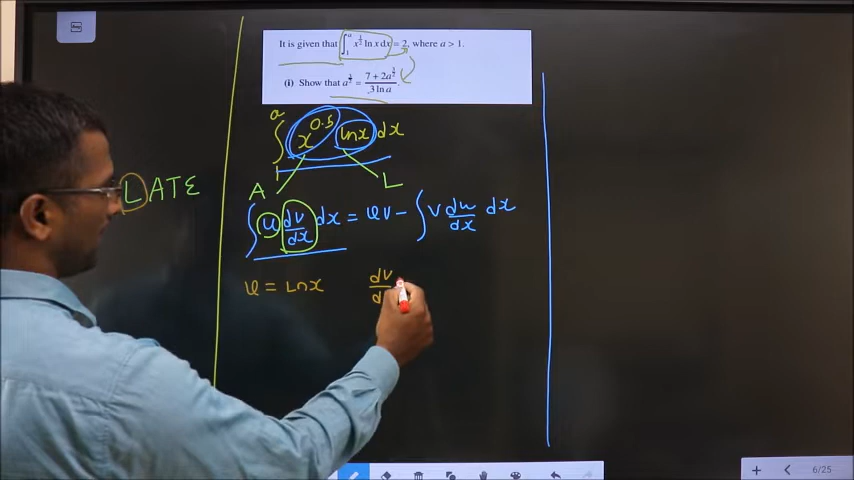 It is given that ∫₁ᵃ x^{1/2} ln x dx = 2, where a > 1.
(i) Show that a^{3/2} = (7 + 2a^{3/2}) / (3 ln a).
∫₁ᵃ x^{0.5} lnx dx
LATE
A L
∫ u dv/dx dx = uv − ∫ v du/dx dx
u = Lnx dv/d
6/25